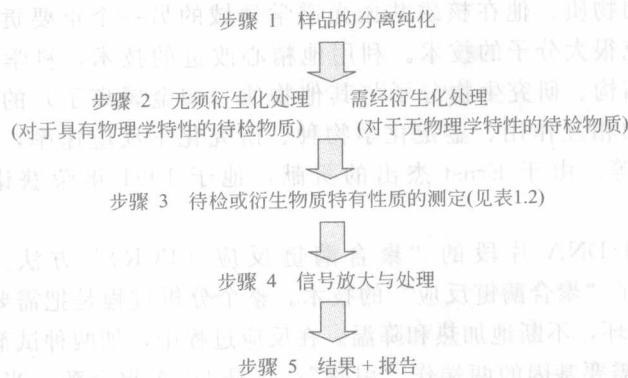 步骤 1 样品的分离纯化
步骤 2 无须衍生化处理 需经衍生化处理
(对于具有物理学特性的待检物质) (对于无物理学特性的待检物质)
步骤 3 待检或衍生物质特有性质的测定(见表1.2)
步骤 4 信号放大与处理
步骤 5 结果+报告